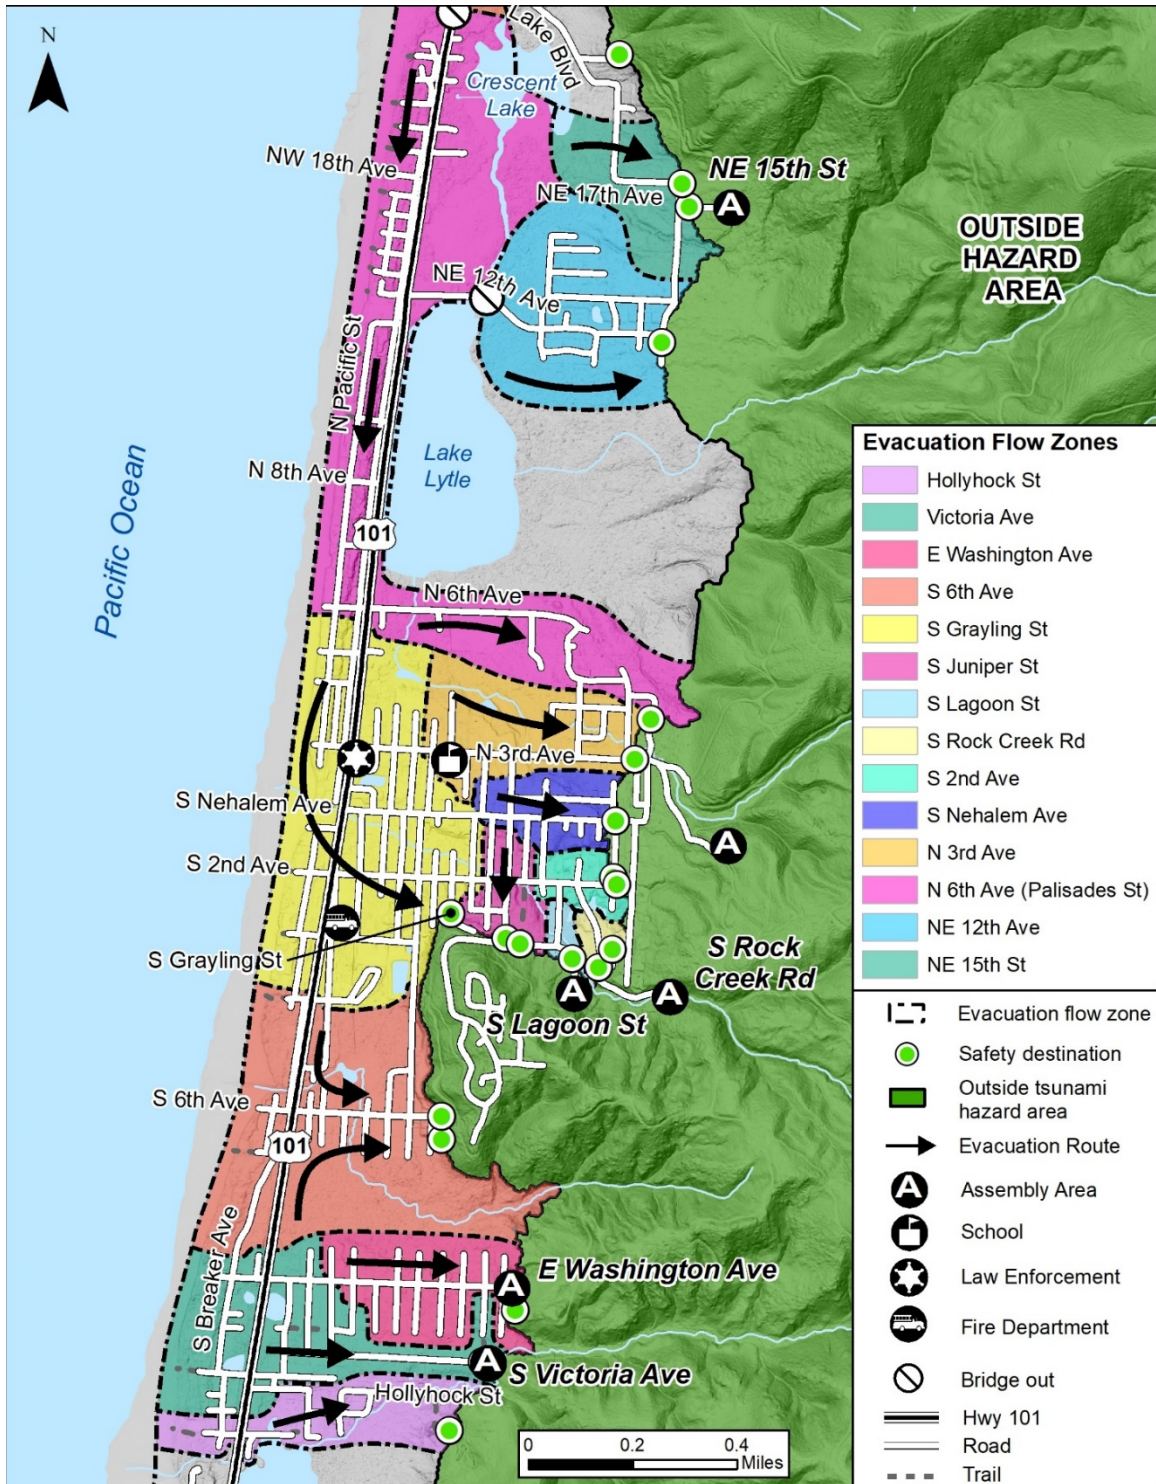 N
Lake Blvd
Crescent
Lake
NW 18th Ave
NE 15th St
NE 17th Ave
A
OUTSIDE
HAZARD
AREA
NE 12th Ave
N Pacific St
Pacific Ocean
N 8th Ave
Lake
Lytle
101
N 6th Ave
N 3rd Ave
S Nehalem Ave
A
S 2nd Ave
S Grayling St
S Rock
Creek Rd
A
A
S Lagoon St
S 6th Ave
101
S Breaker Ave
E Washington Ave
A
A
S Victoria Ave
Hollyhock St
0 0.2 0.4
Miles
Evacuation Flow Zones
Hollyhock St
Victoria Ave
E Washington Ave
S 6th Ave
S Grayling St
S Juniper St
S Lagoon St
S Rock Creek Rd
S 2nd Ave
S Nehalem Ave
N 3rd Ave
N 6th Ave (Palisades St)
NE 12th Ave
NE 15th St
Evacuation flow zone
Safety destination
Outside tsunami
hazard area
Evacuation Route
A Assembly Area
School
Law Enforcement
Fire Department
Bridge out
Hwy 101
Road
Trail